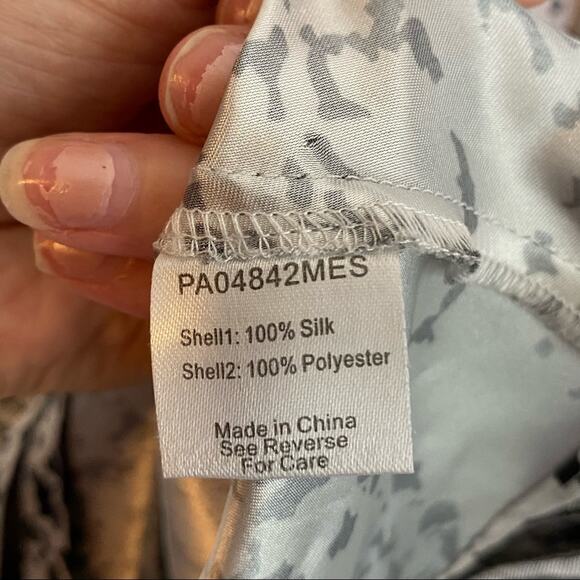 PA04842MES
Shell1: 100% Silk
Shell2: 100% Polyester
Made in China
See Reverse
For Care